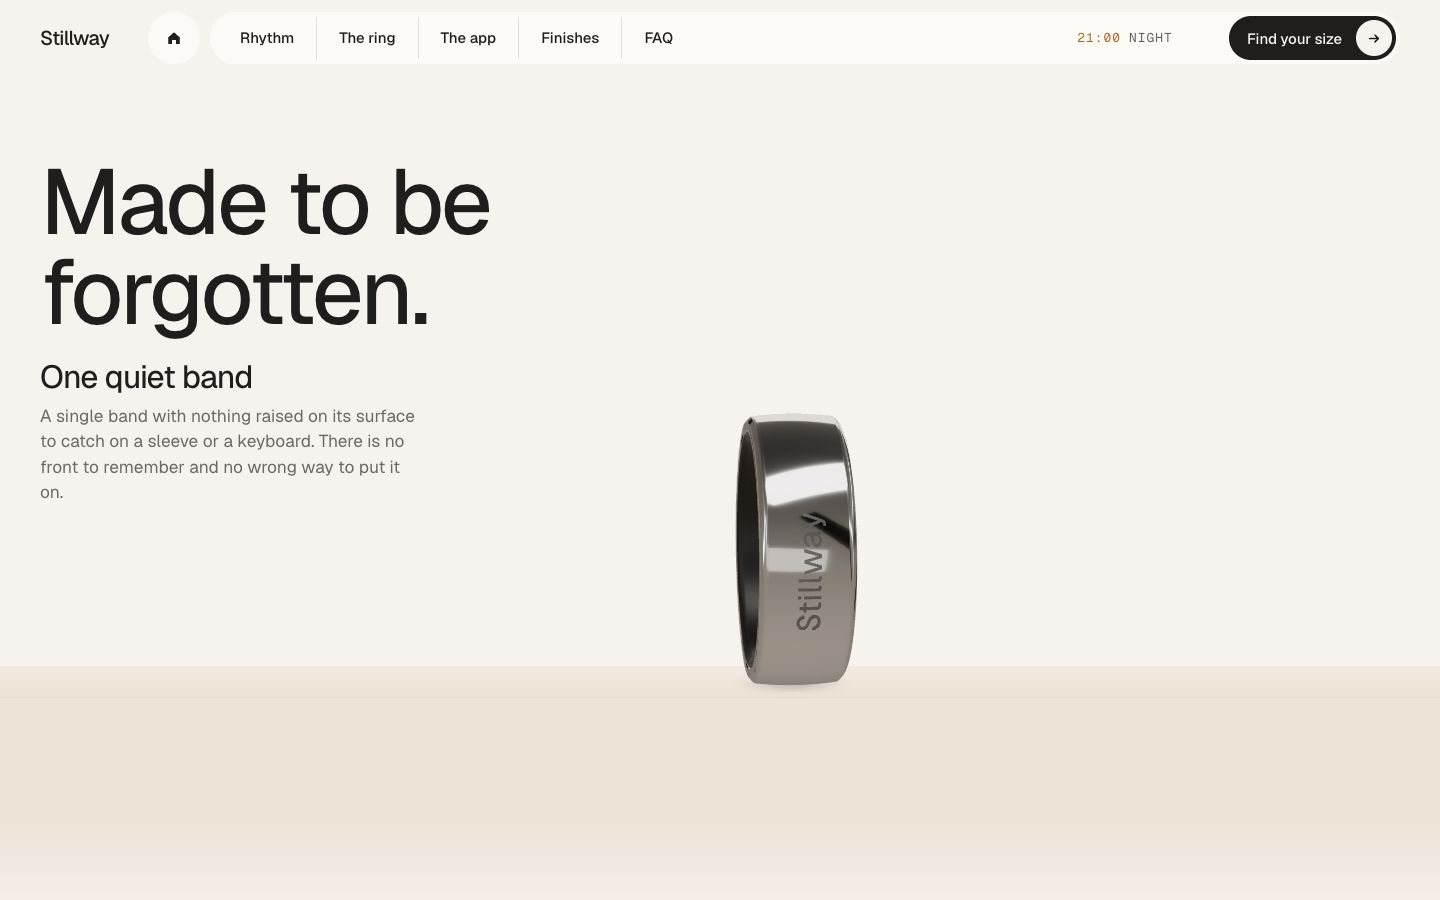 Stillway
Rhythm
The ring
The app
Finishes
FAQ
21:00 NIGHT
Find your size
Made to be
forgotten.
One quiet band
A single band with nothing raised on its surface
to catch on a sleeve or a keyboard. There is no
front to remember and no wrong way to put it
on.
Stillway